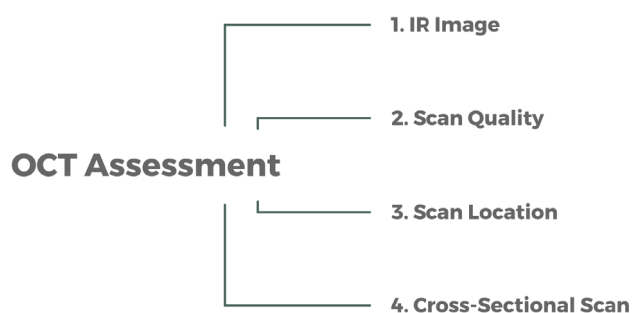 1. IR Image
2. Scan Quality
OCT Assessment
3. Scan Location
4. Cross-Sectional Scan